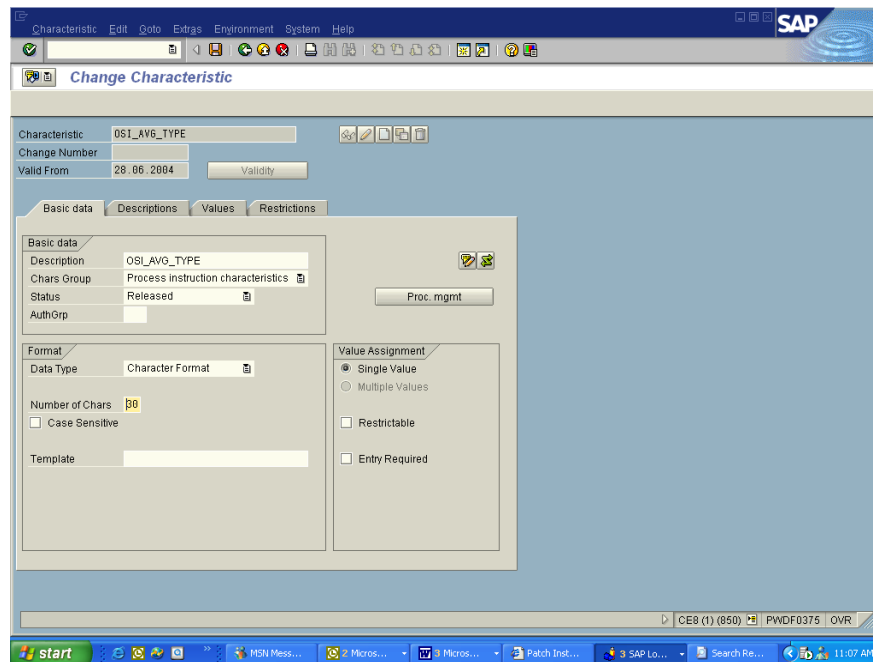 Characteristic Edit Goto Extras Environment System Help
SAP
Change Characteristic
Characteristic OSI_AVG_TYPE
Change Number
Valid From 28.06.2004 Validity
Basic data Descriptions Values Restrictions
Basic data
Description OSI_AVG_TYPE
Chars Group Process instruction characteristics
Status Released Proc. mgmt
AuthGrp
Format Value Assignment
Data Type Character Format Single Value
Multiple Values
Number of Chars 30
Case Sensitive Restrictable
Template Entry Required
CE8 (1) (850) PWDF0375 OVR
start MSN Mess... 2 Micros... 3 Micros... Patch Inst... 3 SAP Lo... Search Re... 11:07 AM